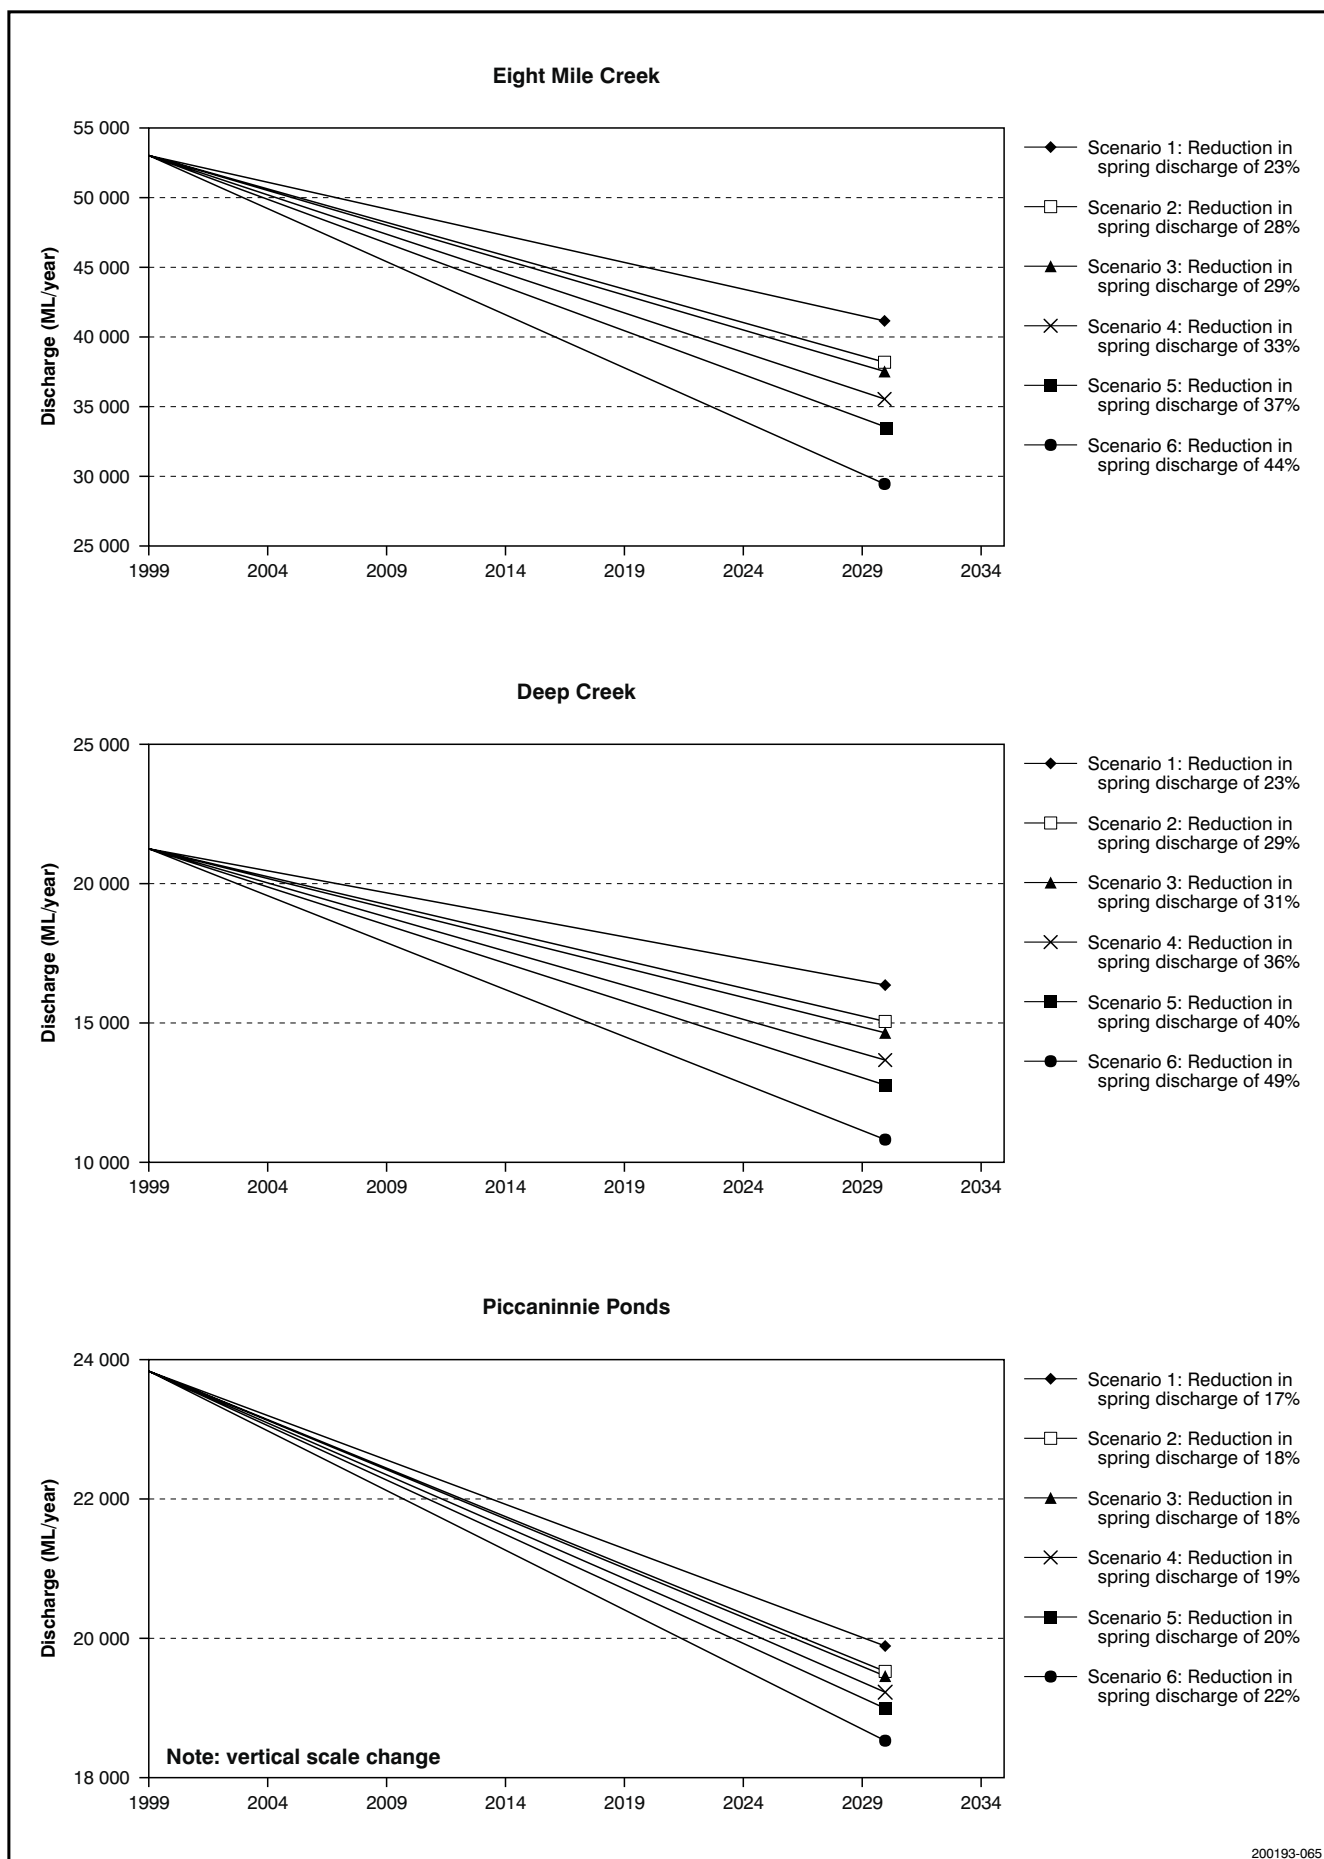 Eight Mile Creek
55 000
50 000
45 000
40 000
35 000
30 000
25 000
Discharge (ML/year)
1999 2004 2009 2014 2019 2024 2029 2034
Scenario 1: Reduction in
spring discharge of 23%
Scenario 2: Reduction in
spring discharge of 28%
Scenario 3: Reduction in
spring discharge of 29%
Scenario 4: Reduction in
spring discharge of 33%
Scenario 5: Reduction in
spring discharge of 37%
Scenario 6: Reduction in
spring discharge of 44%
Deep Creek
25 000
20 000
15 000
10 000
Discharge (ML/year)
1999 2004 2009 2014 2019 2024 2029 2034
Scenario 1: Reduction in
spring discharge of 23%
Scenario 2: Reduction in
spring discharge of 29%
Scenario 3: Reduction in
spring discharge of 31%
Scenario 4: Reduction in
spring discharge of 36%
Scenario 5: Reduction in
spring discharge of 40%
Scenario 6: Reduction in
spring discharge of 49%
Piccaninnie Ponds
24 000
22 000
20 000
18 000
Discharge (ML/year)
Note: vertical scale change
1999 2004 2009 2014 2019 2024 2029 2034
Scenario 1: Reduction in
spring discharge of 17%
Scenario 2: Reduction in
spring discharge of 18%
Scenario 3: Reduction in
spring discharge of 18%
Scenario 4: Reduction in
spring discharge of 19%
Scenario 5: Reduction in
spring discharge of 20%
Scenario 6: Reduction in
spring discharge of 22%
200193-065